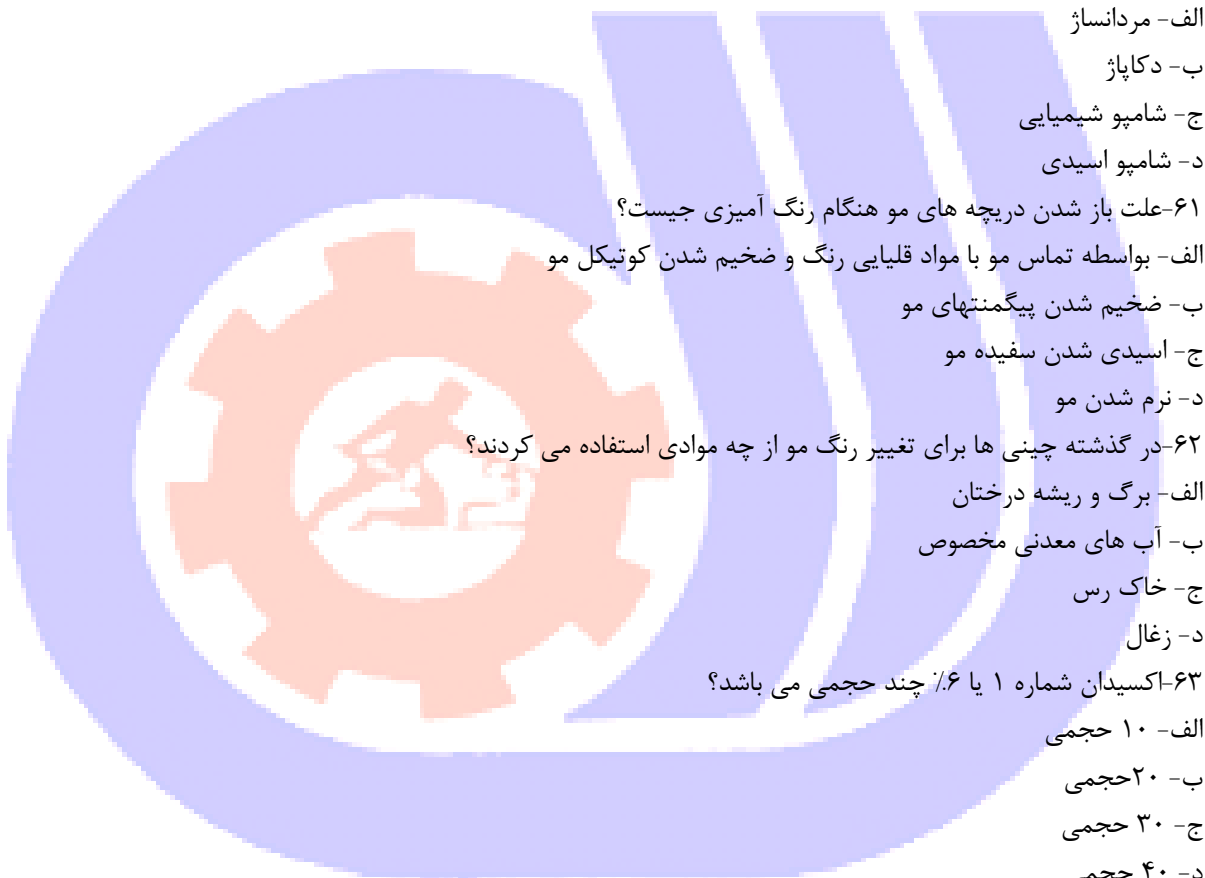 الف- مردانساژ
ب- دکاپاژ
ج- شامپو شیمیایی
د- شامپو اسیدی
۶۱-علت باز شدن دریچه های مو هنگام رنگ آمیزی جیست؟
الف- بواسطه تماس مو با مواد قلیایی رنگ و ضخیم شدن کوتیکل مو
ب- ضخیم شدن پیگمنتهای مو
ج- اسیدی شدن سفیده مو
د- نرم شدن مو
۶۲-در گذشته چینی ها برای تغییر رنگ مو از چه موادی استفاده می کردند؟
الف- برگ و ریشه درختان
ب- آب های معدنی مخصوص
ج- خاک رس
د- زغال
۶۳-اکسیدان شماره ۱ یا ۶٪ چند حجمی می باشد؟
الف- ۱۰ حجمی
ب- ۲۰حجمی
ج- ۳۰ حجمی
د- ۴۰ حجمی